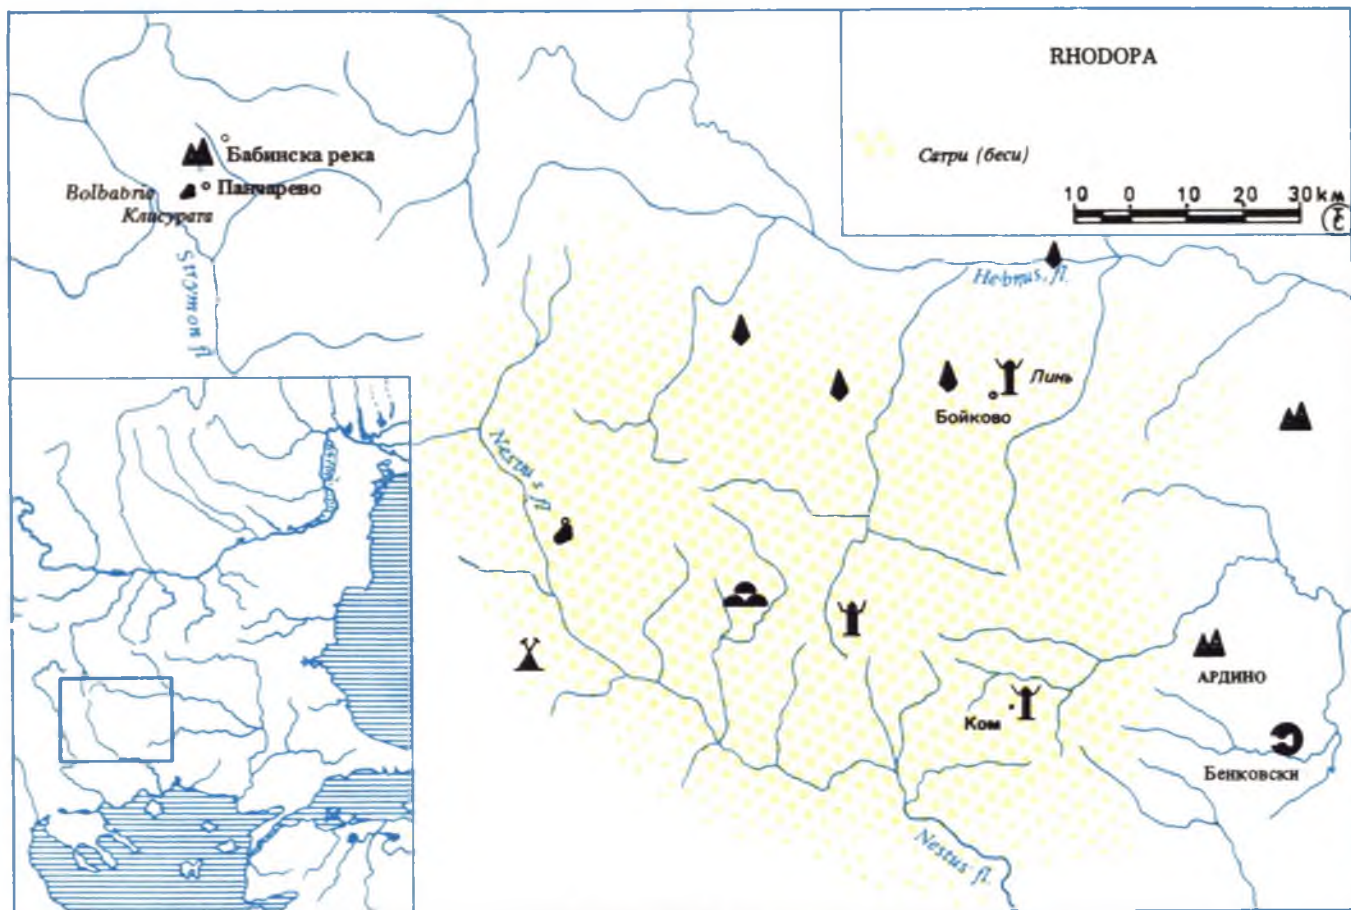 RHODOPA
Сатри (беси)
10 0 10 20 30 км
Бабинска река
Панчарево
Bolbabria
Клисурата
Strymon fl.
Hebrus. fl.
Линь
Бойково
Nestus fl.
АРДИНО
Ком
Бенковски
Nestus fl.